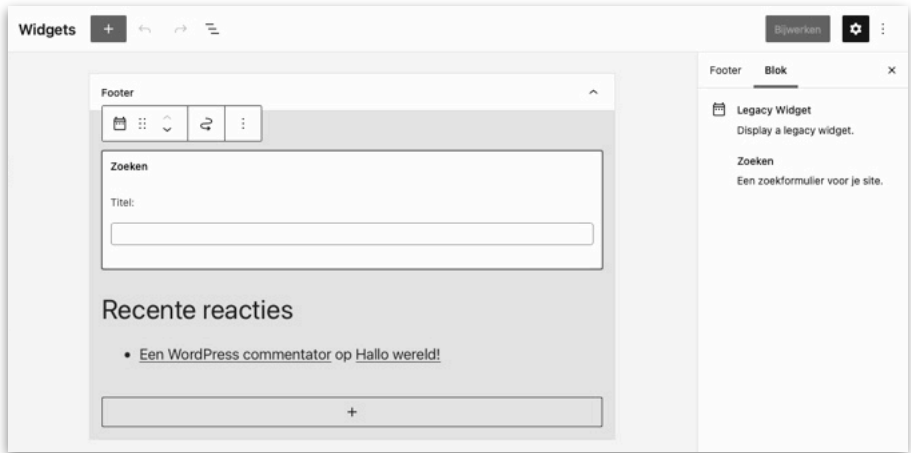 Widgets
Bijwerken
Footer Blok
Legacy Widget
Display a legacy widget.
Zoeken
Een zoekformulier voor je site.
Footer
Zoeken
Titel:
Recente reacties
• Een WordPress commentator op Hallo wereld!